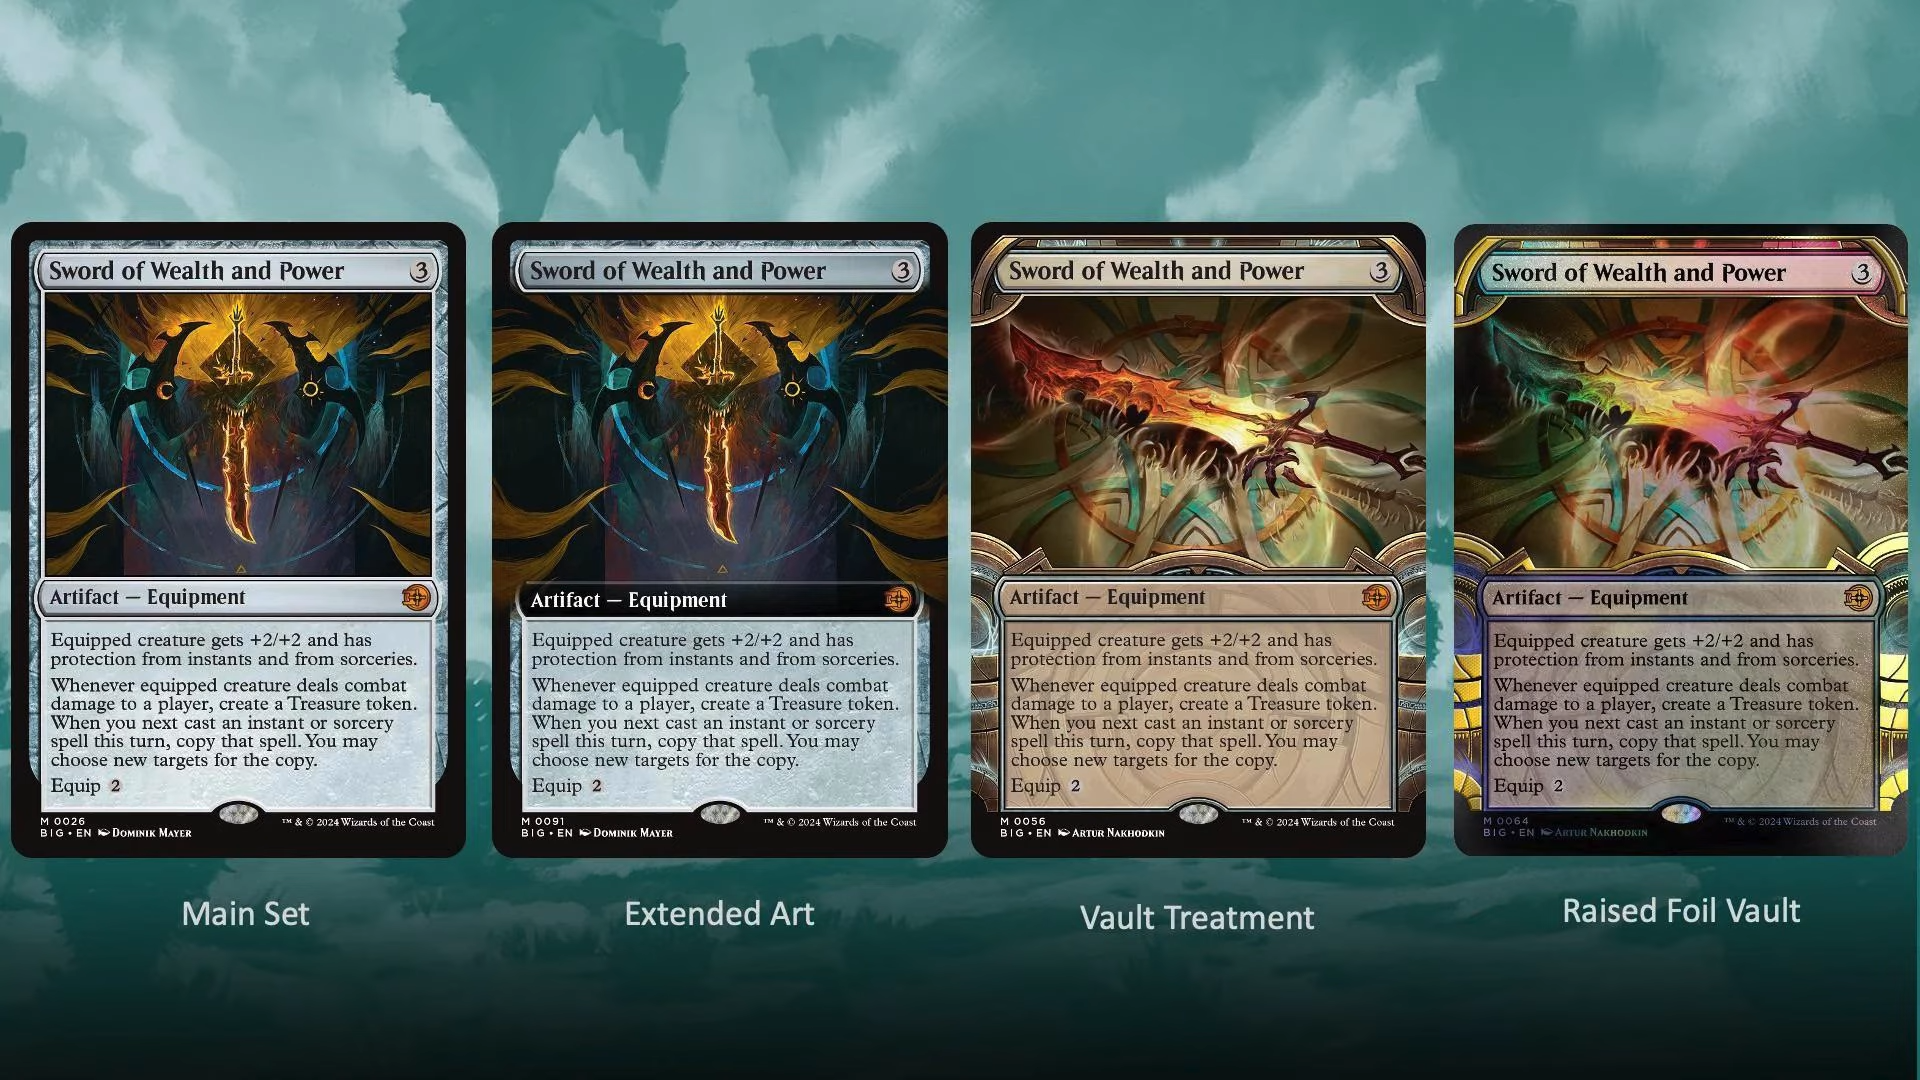 Sword of Wealth and Power 3
Artifact — Equipment
Equipped creature gets +2/+2 and has
protection from instants and from sorceries.
Whenever equipped creature deals combat
damage to a player, create a Treasure token.
When you next cast an instant or sorcery
spell this turn, copy that spell. You may
choose new targets for the copy.
Equip 2
M 0026
BIG • EN Dominik Mayer
™ & © 2024 Wizards of the Coast
Main Set
Sword of Wealth and Power 3
Artifact — Equipment
Equipped creature gets +2/+2 and has
protection from instants and from sorceries.
Whenever equipped creature deals combat
damage to a player, create a Treasure token.
When you next cast an instant or sorcery
spell this turn, copy that spell. You may
choose new targets for the copy.
Equip 2
M 0091
BIG • EN Dominik Mayer
™ & © 2024 Wizards of the Coast
Extended Art
Sword of Wealth and Power 3
Artifact — Equipment
Equipped creature gets +2/+2 and has
protection from instants and from sorceries.
Whenever equipped creature deals combat
damage to a player, create a Treasure token.
When you next cast an instant or sorcery
spell this turn, copy that spell. You may
choose new targets for the copy.
Equip 2
M 0056
BIG • EN Artur Nakhodkin
™ & © 2024 Wizards of the Coast
Vault Treatment
Sword of Wealth and Power 3
Artifact — Equipment
Equipped creature gets +2/+2 and has
protection from instants and from sorceries.
Whenever equipped creature deals combat
damage to a player, create a Treasure token.
When you next cast an instant or sorcery
spell this turn, copy that spell. You may
choose new targets for the copy.
Equip 2
M 0064
BIG • EN Artur Nakhodkin
™ & © 2024 Wizards of the Coast
Raised Foil Vault